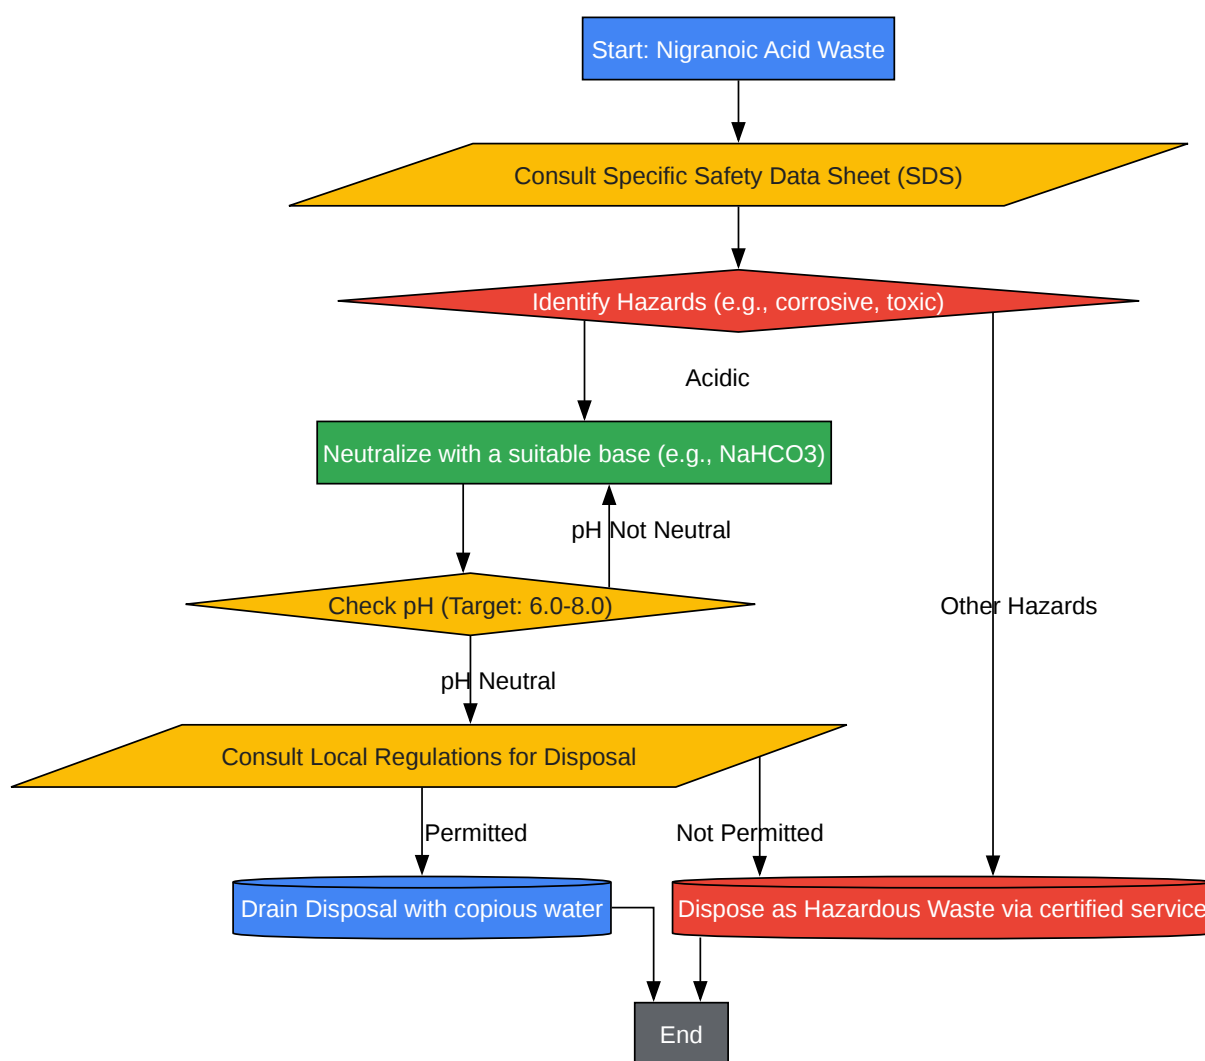 Start: Nigranoic Acid Waste
Consult Specific Safety Data Sheet (SDS)
Identify Hazards (e.g., corrosive, toxic)
Acidic
Neutralize with a suitable base (e.g., NaHCO3)
pH Not Neutral
Check pH (Target: 6.0-8.0)
Other Hazards
pH Neutral
Consult Local Regulations for Disposal
Permitted
Not Permitted
Drain Disposal with copious water
Dispose as Hazardous Waste via certified service
End